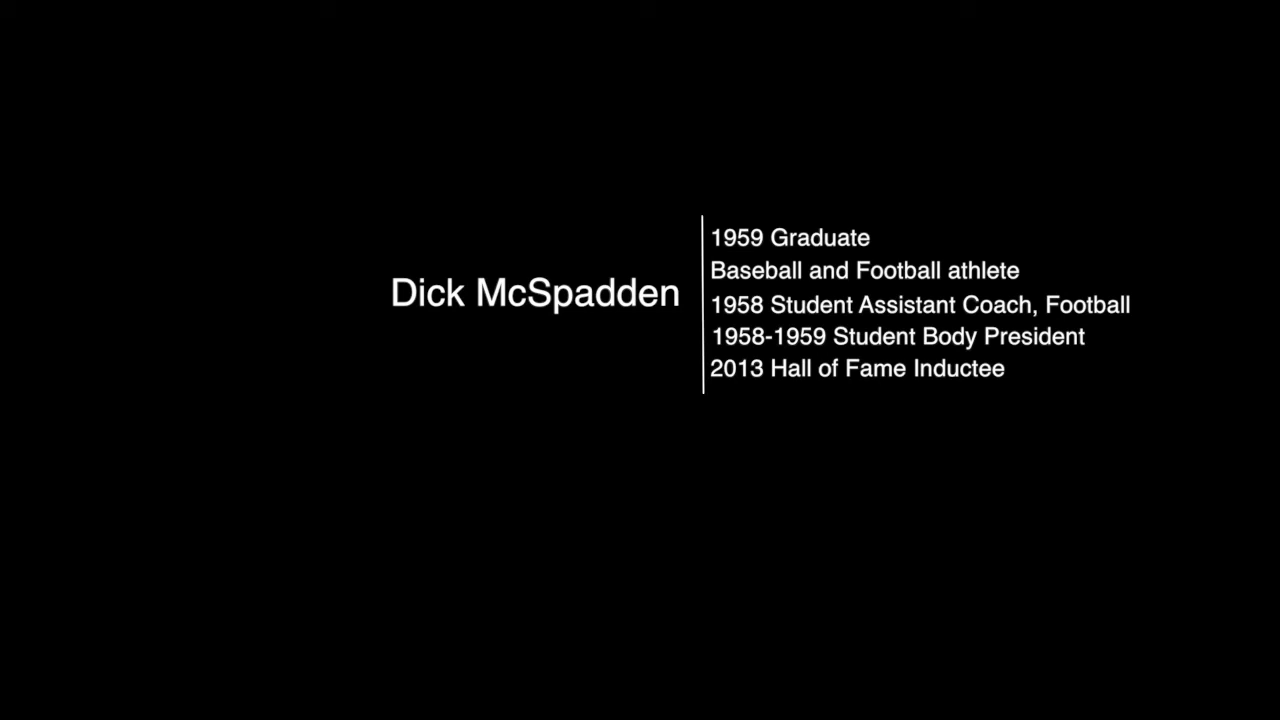 Dick McSpadden
1959 Graduate
Baseball and Football athlete
1958 Student Assistant Coach, Football
1958-1959 Student Body President
2013 Hall of Fame Inductee